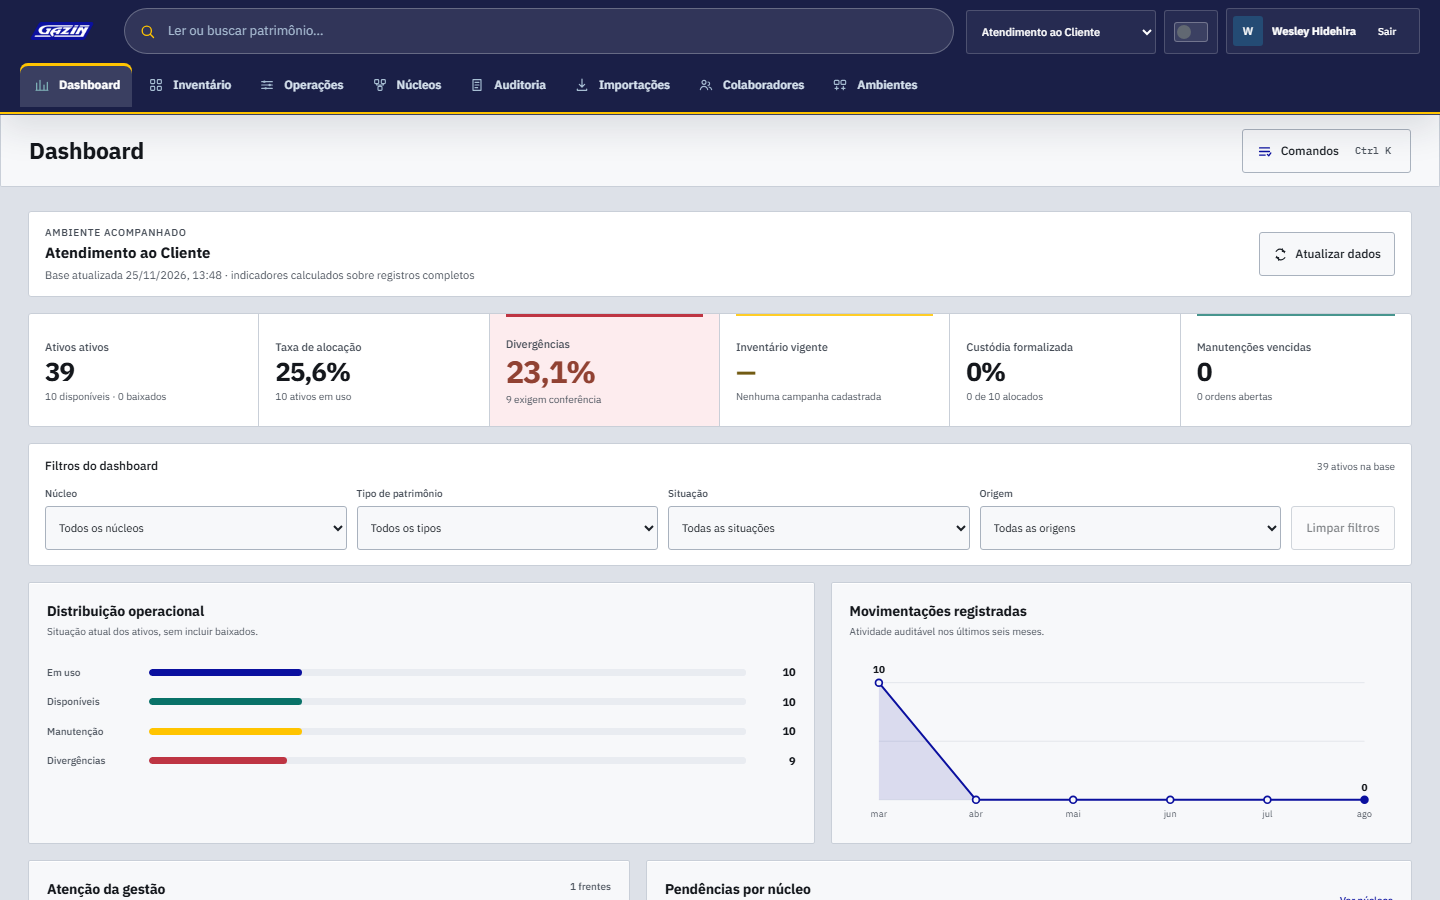 GAZIN
Ler ou buscar patrimônio...
Atendimento ao Cliente
W
Wesley Hidehira
Sair
Dashboard
Inventário
Operações
Núcleos
Auditoria
Importações
Colaboradores
Ambientes
Dashboard
Comandos
Ctrl K
AMBIENTE ACOMPANHADO
Atendimento ao Cliente
Base atualizada 25/11/2026, 13:48 · indicadores calculados sobre registros completos
Atualizar dados
Ativos ativos
39
10 disponíveis · 0 baixados
Taxa de alocação
25,6%
10 ativos em uso
Divergências
23,1%
9 exigem conferência
Inventário vigente
—
Nenhuma campanha cadastrada
Custódia formalizada
0%
0 de 10 alocados
Manutenções vencidas
0
0 ordens abertas
Filtros do dashboard
39 ativos na base
Núcleo
Todos os núcleos
Tipo de patrimônio
Todos os tipos
Situação
Todas as situações
Origem
Todas as origens
Limpar filtros
Distribuição operacional
Situação atual dos ativos, sem incluir baixados.
Em uso 10
Disponíveis 10
Manutenção 10
Divergências 9
Movimentações registradas
Atividade auditável nos últimos seis meses.
10
0
mar abr mai jun jul ago
Atenção da gestão
1 frentes
Pendências por núcleo
Ver núcleos